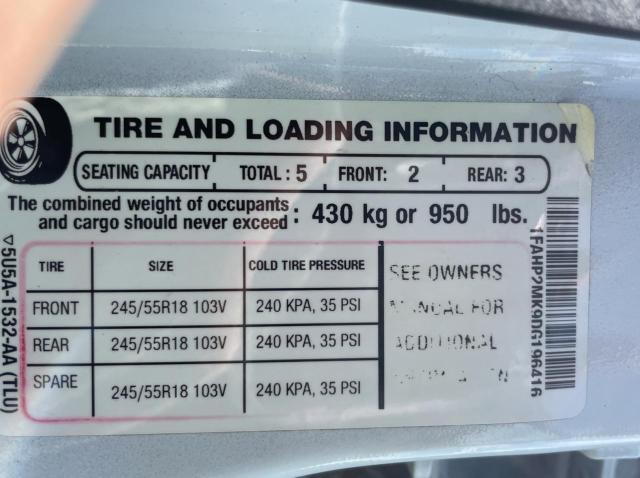 TIRE AND LOADING INFORMATION
SEATING CAPACITY TOTAL : 5 FRONT: 2 REAR: 3
The combined weight of occupants and cargo should never exceed : 430 kg or 950 lbs.
TIRE SIZE COLD TIRE PRESSURE
FRONT 245/55R18 103V 240 KPA, 35 PSI
REAR 245/55R18 103V 240 KPA, 35 PSI
SPARE 245/55R18 103V 240 KPA, 35 PSI
SEE OWNERS
MANUAL FOR
ADDITIONAL
5U5A-1532-AA (TLU)
1FAHP2MK9DG196416